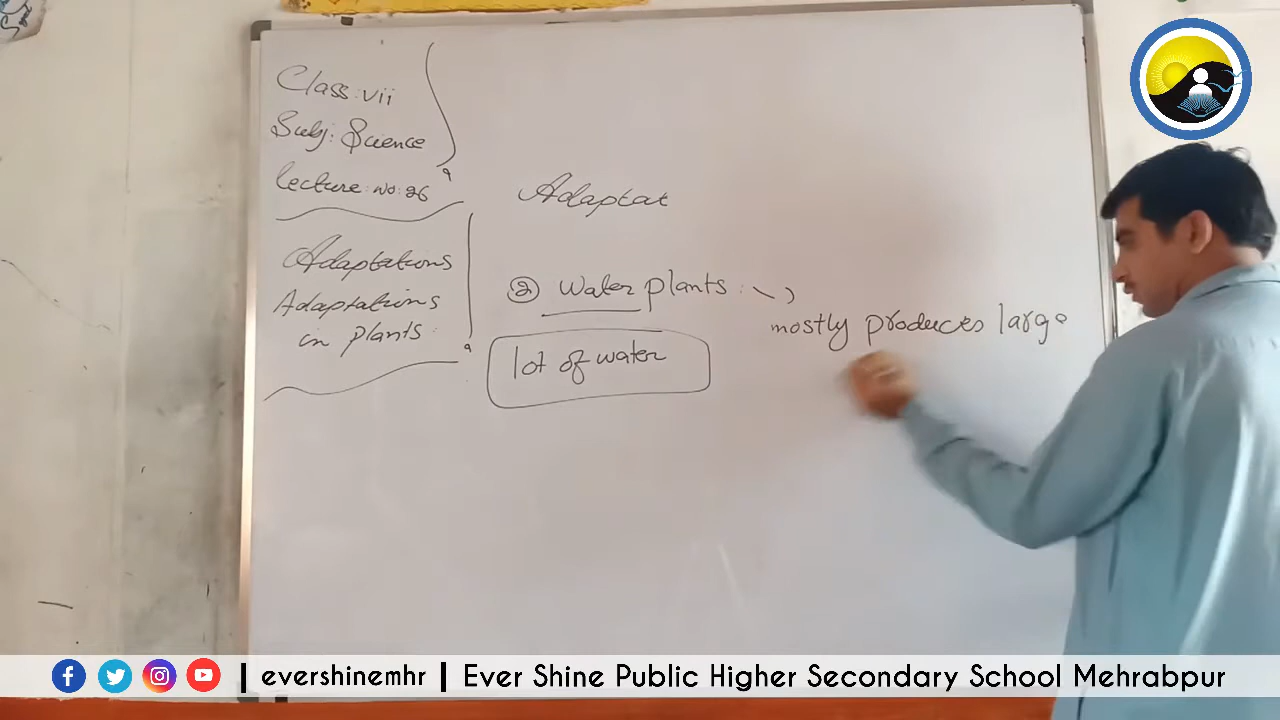 Class: vii
Subj: Science
lecture: no: 26
Adaptations
Adaptations
in plants:
Adaptat
② Water plants:
mostly produces large
lot of water
| evershinemhr | Ever Shine Public Higher Secondary School Mehrabpur